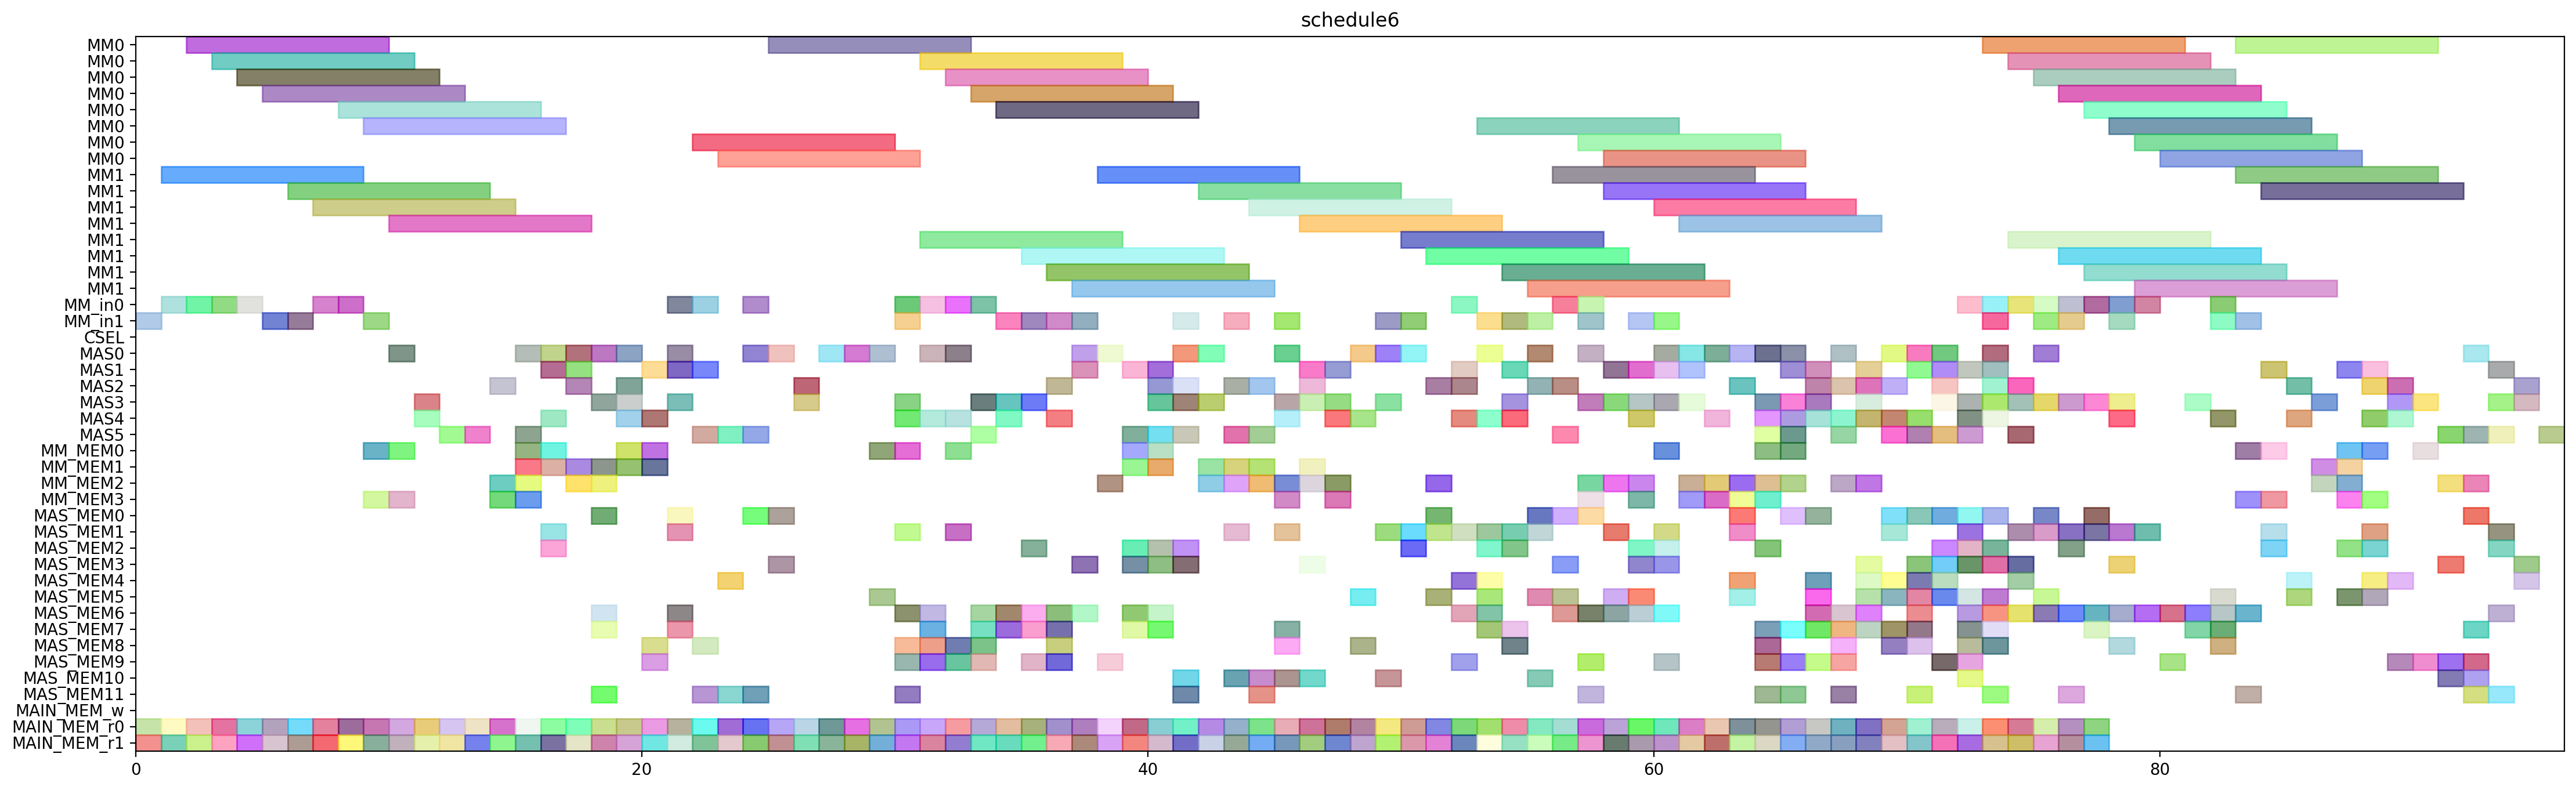 schedule6
MM0
MM0
MM0
MM0
MM0
MM0
MM0
MM0
MM1
MM1
MM1
MM1
MM1
MM1
MM1
MM1
MM_in0
MM_in1
CSEL
MAS0
MAS1
MAS2
MAS3
MAS4
MAS5
MM_MEM0
MM_MEM1
MM_MEM2
MM_MEM3
MAS_MEM0
MAS_MEM1
MAS_MEM2
MAS_MEM3
MAS_MEM4
MAS_MEM5
MAS_MEM6
MAS_MEM7
MAS_MEM8
MAS_MEM9
MAS_MEM10
MAS_MEM11
MAIN_MEM_w
MAIN_MEM_r0
MAIN_MEM_r1
0 20 40 60 80